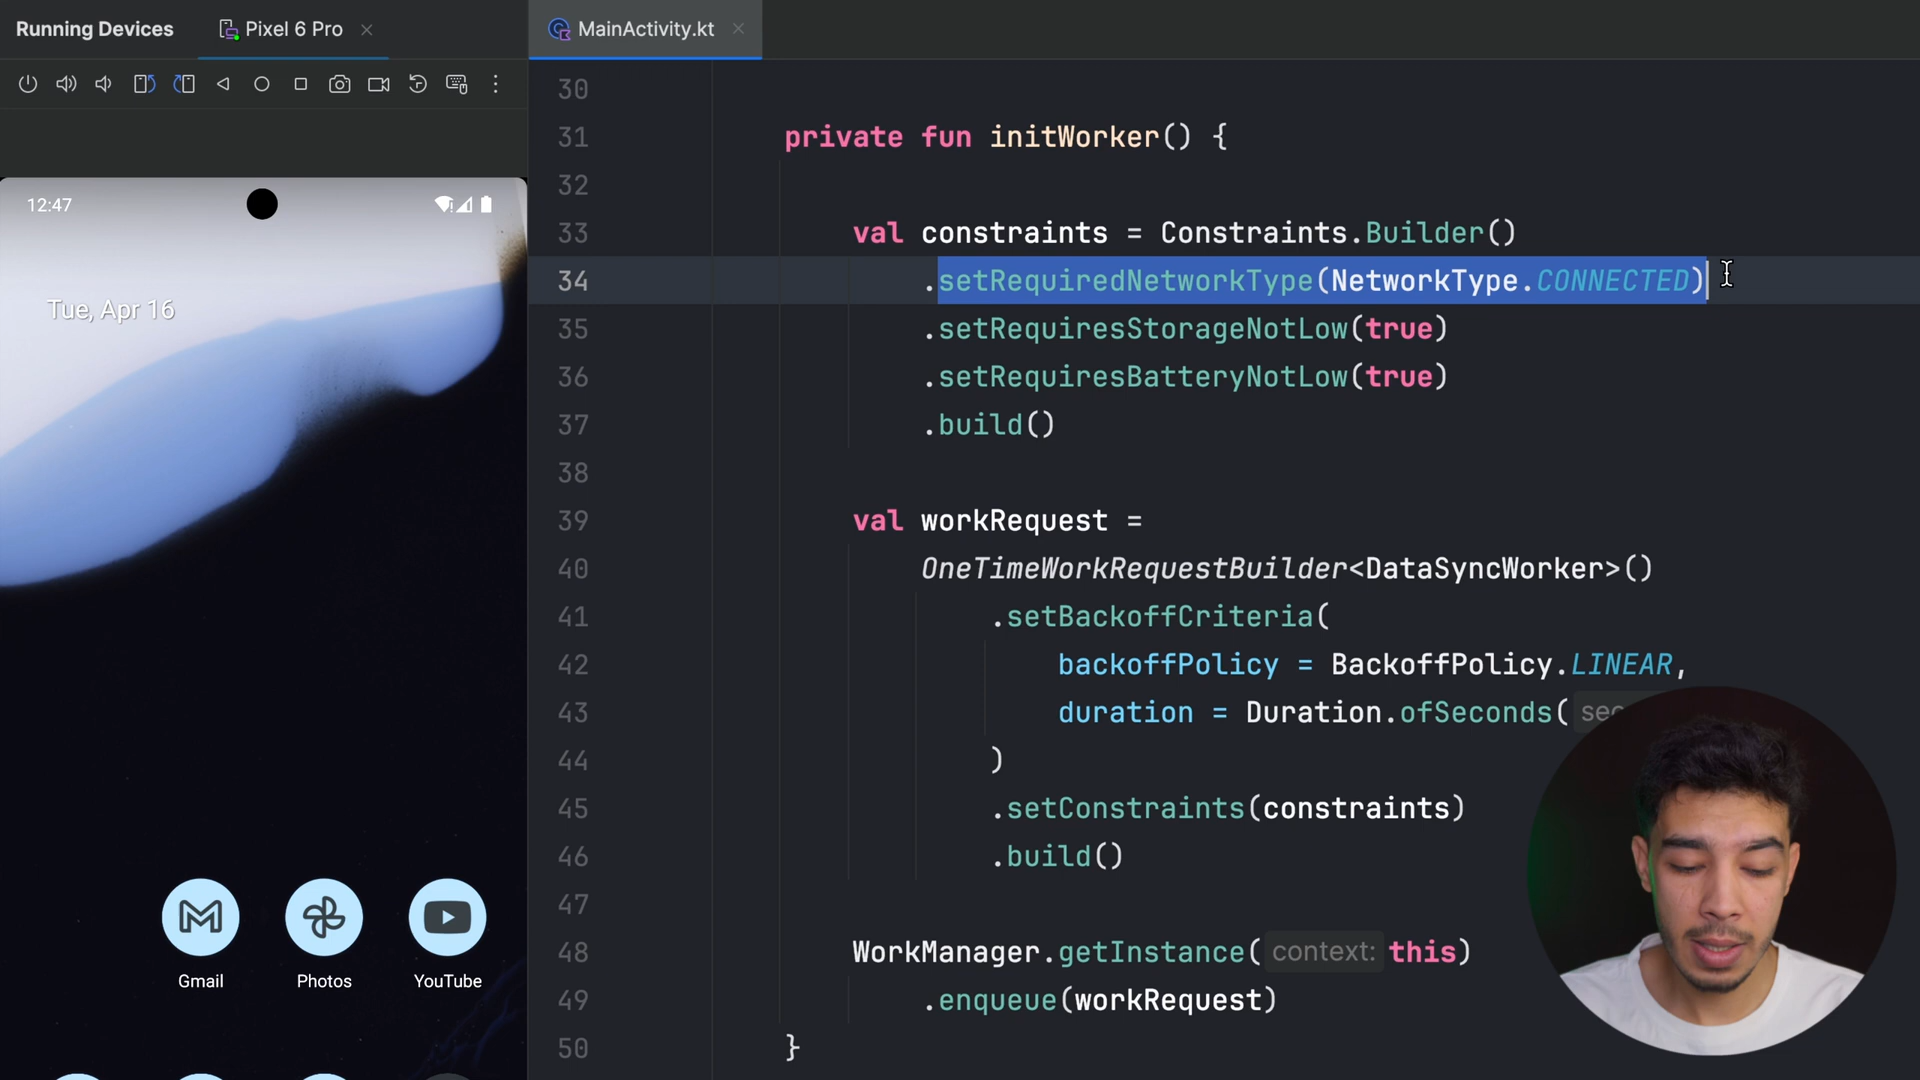 Running Devices
Pixel 6 Pro
MainActivity.kt
12:47
Tue, Apr 16
Gmail
Photos
YouTube
30
31 private fun initWorker() {
32
33 val constraints = Constraints.Builder()
34 .setRequiredNetworkType(NetworkType.CONNECTED)
35 .setRequiresStorageNotLow(true)
36 .setRequiresBatteryNotLow(true)
37 .build()
38
39 val workRequest =
40 OneTimeWorkRequestBuilder<DataSyncWorker>()
41 .setBackoffCriteria(
42 backoffPolicy = BackoffPolicy.LINEAR,
43 duration = Duration.ofSeconds(
44 )
45 .setConstraints(constraints)
46 .build()
47
48 WorkManager.getInstance( context: this)
49 .enqueue(workRequest)
50 }